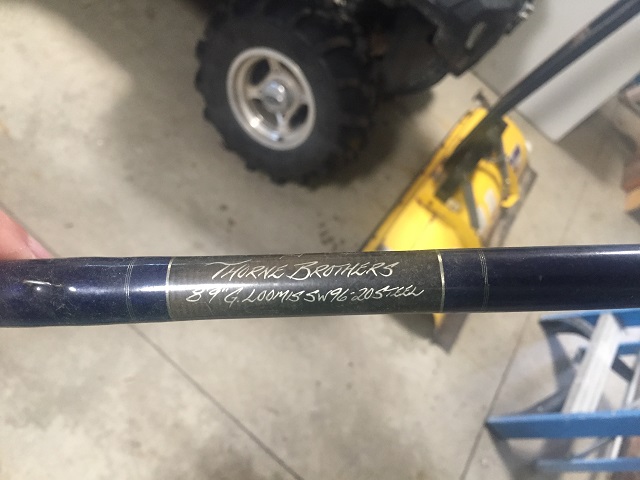 THORNE BROTHERS
8'9" G. LOOMIS SW96-20 STEEL